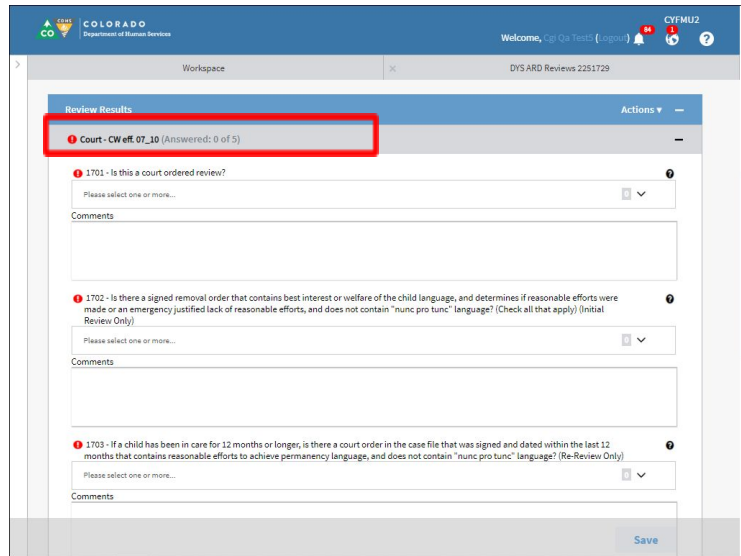 CDHS
CO
COLORADO
Department of Human Services
CYFMU2
Welcome, Cgi Qa Test5 (Logout)
84
1
?
>
Workspace
×
DYS ARD Reviews 2251729
Review Results
Actions ▾
Court - CW eff. 07_10 (Answered: 0 of 5)
1701 - Is this a court ordered review?
Please select one or more...
0
Comments
1702 - Is there a signed removal order that contains best interest or welfare of the child language, and determines if reasonable efforts were
made or an emergency justified lack of reasonable efforts, and does not contain "nunc pro tunc" language? (Check all that apply) (Initial
Review Only)
Please select one or more...
0
Comments
1703 - If a child has been in care for 12 months or longer, is there a court order in the case file that was signed and dated within the last 12
months that contains reasonable efforts to achieve permanency language, and does not contain "nunc pro tunc" language? (Re-Review Only)
Please select one or more...
0
Comments
Save